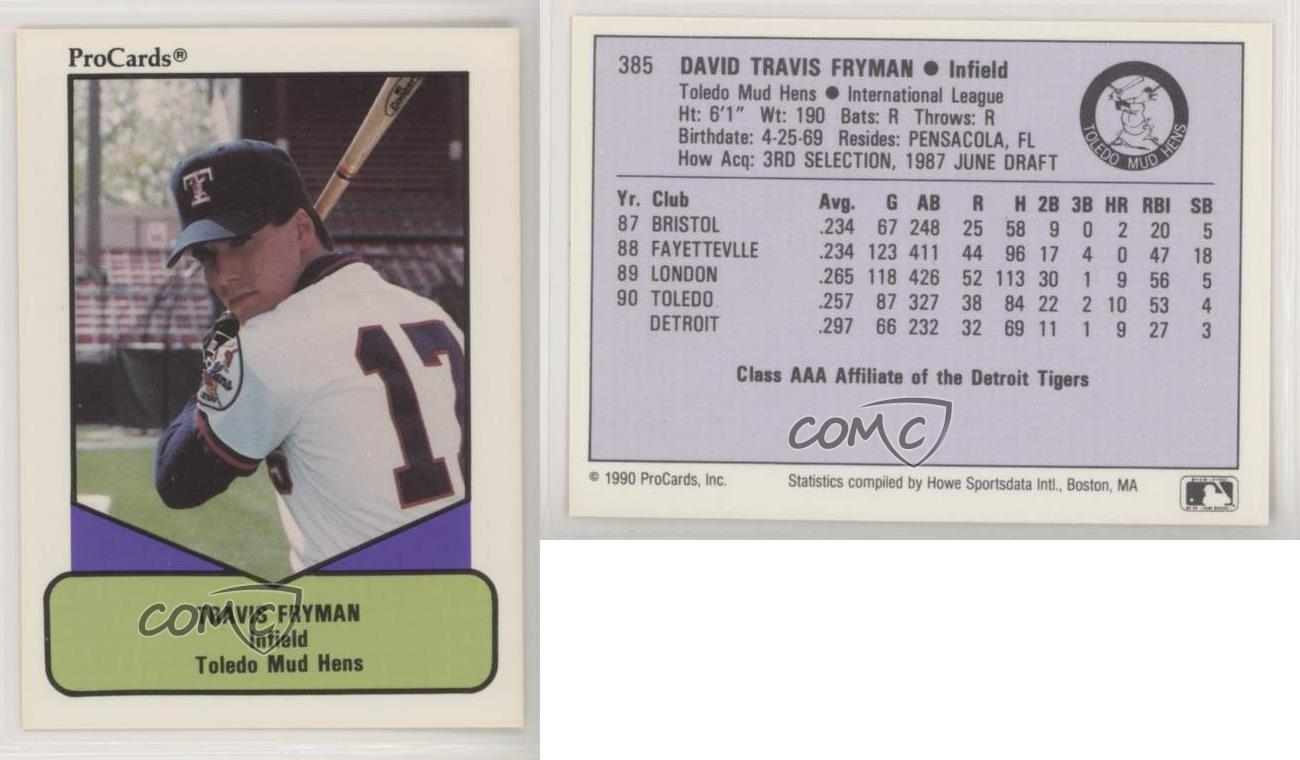 ProCards®
T
17
TRAVIS FRYMAN
Infield
Toledo Mud Hens
COMC
385 DAVID TRAVIS FRYMAN ● Infield
Toledo Mud Hens ● International League
Ht: 6'1" Wt: 190 Bats: R Throws: R
Birthdate: 4-25-69 Resides: PENSACOLA, FL
How Acq: 3RD SELECTION, 1987 JUNE DRAFT
TOLEDO MUD HENS
Yr. Club Avg. G AB R H 2B 3B HR RBI SB
87 BRISTOL .234 67 248 25 58 9 0 2 20 5
88 FAYETTEVLLE .234 123 411 44 96 17 4 0 47 18
89 LONDON .265 118 426 52 113 30 1 9 56 5
90 TOLEDO .257 87 327 38 84 22 2 10 53 4
DETROIT .297 66 232 32 69 11 1 9 27 3
Class AAA Affiliate of the Detroit Tigers
COMC
© 1990 ProCards, Inc. Statistics compiled by Howe Sportsdata Intl., Boston, MA